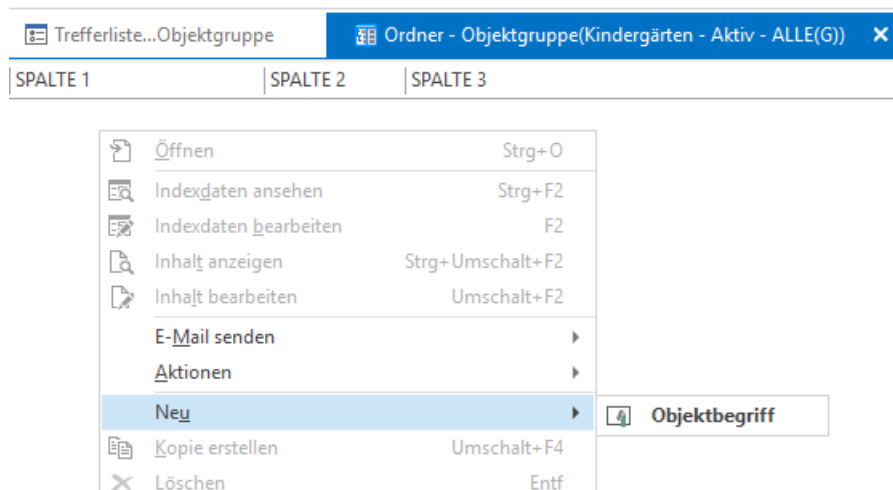 Trefferliste...Objektgruppe Ordner - Objektgruppe(Kindergärten - Aktiv - ALLE(G))
SPALTE 1 SPALTE 2 SPALTE 3
Öffnen Strg+O
Indexdaten ansehen Strg+F2
Indexdaten bearbeiten F2
Inhalt anzeigen Strg+Umschalt+F2
Inhalt bearbeiten Umschalt+F2
E-Mail senden
Aktionen
Neu Objektbegriff
Kopie erstellen Umschalt+F4
Löschen Entf